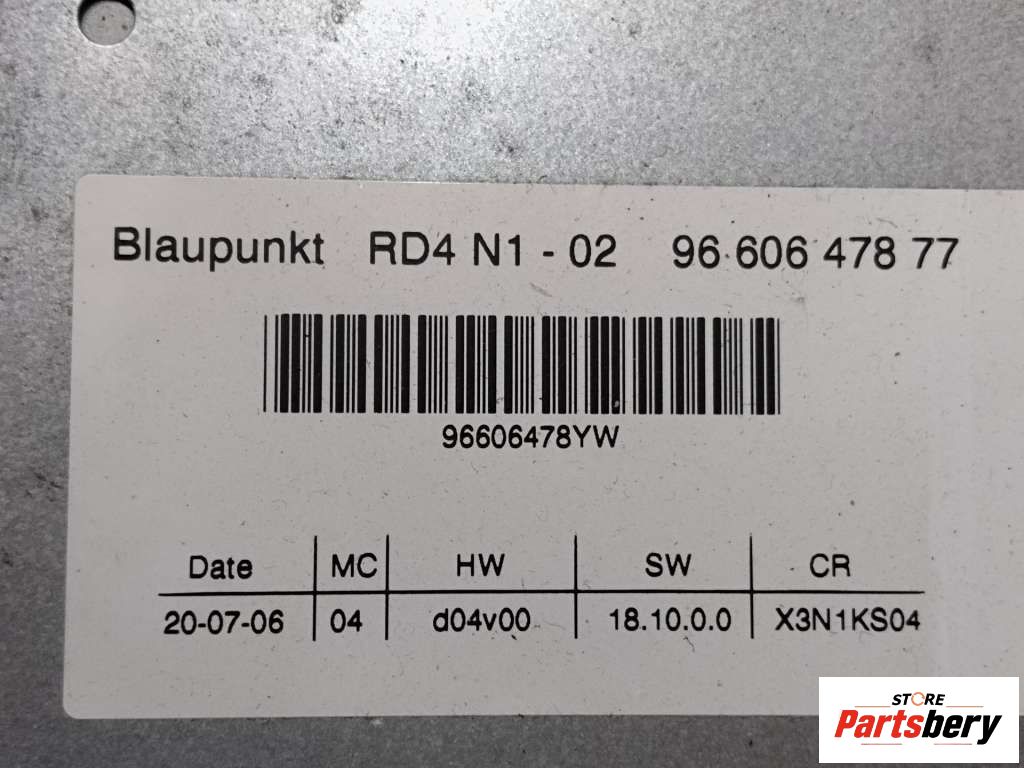 Blaupunkt RD4 N1 - 02 96 606 478 77
96606478YW
Date MC HW SW CR
20-07-06 04 d04v00 18.10.0.0 X3N1KS04
STORE
Partsbery